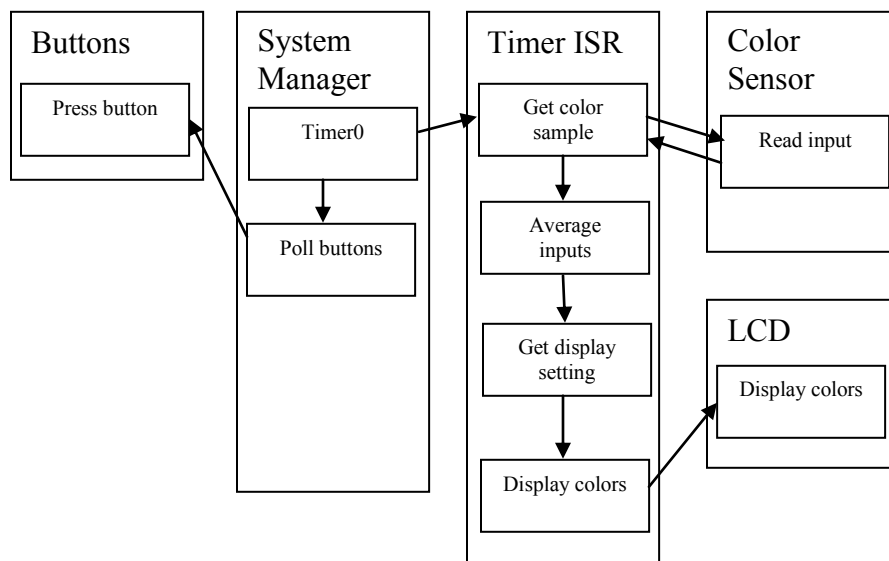 Buttons
Press button
System
Manager
Timer0
Poll buttons
Timer ISR
Get color
sample
Average
inputs
Get display
setting
Display colors
Color
Sensor
Read input
LCD
Display colors